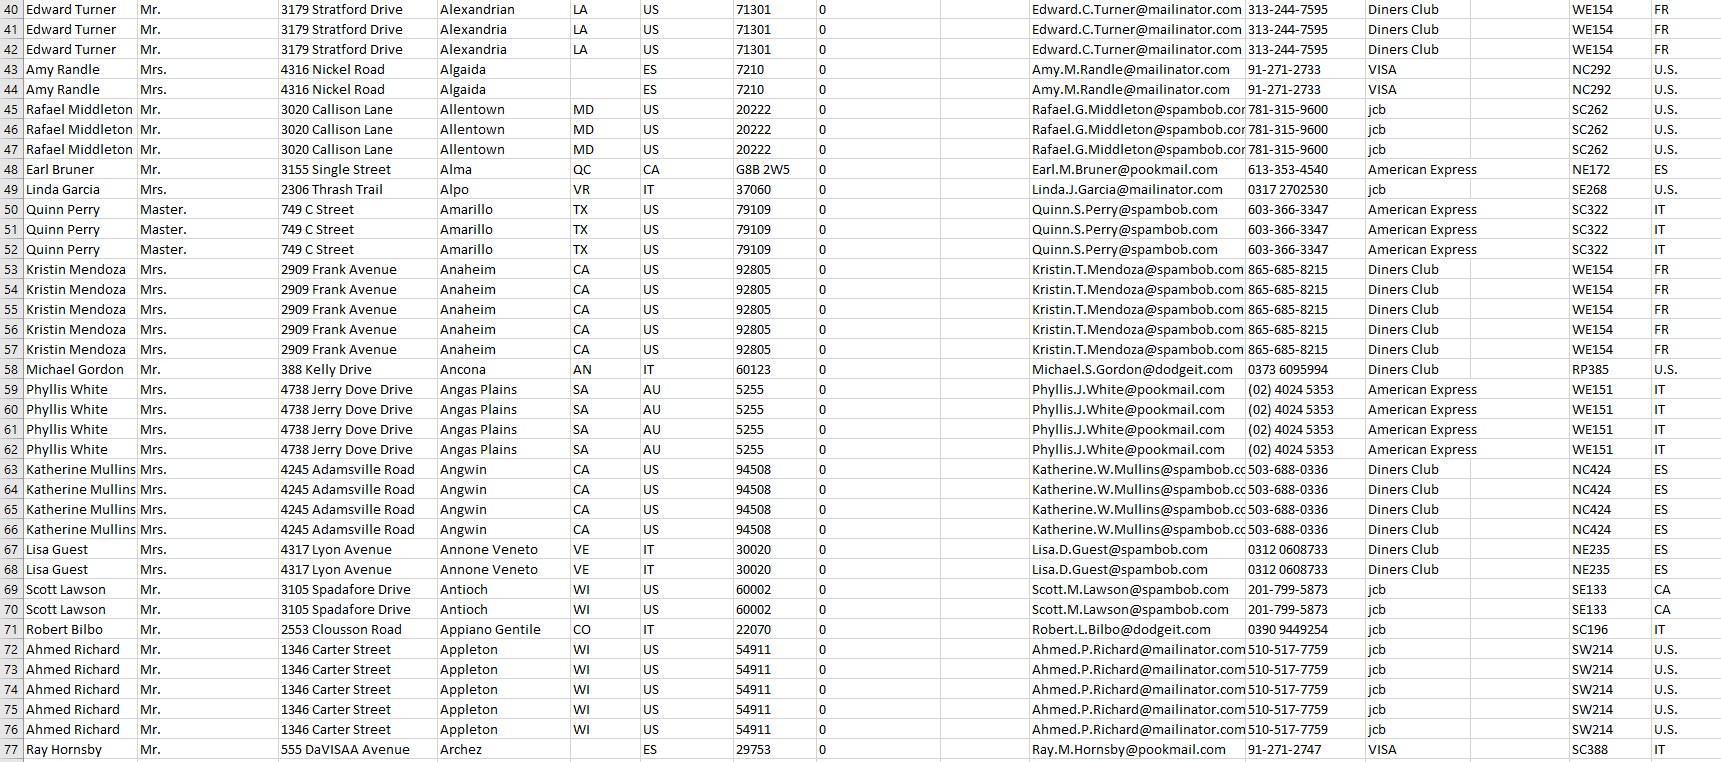 40 Edward Turner Mr. 3179 Stratford Drive Alexandrian LA US 71301 0 Edward.C.Turner@mailinator.com 313-244-7595 Diners Club WE154 FR
41 Edward Turner Mr. 3179 Stratford Drive Alexandria LA US 71301 0 Edward.C.Turner@mailinator.com 313-244-7595 Diners Club WE154 FR
42 Edward Turner Mr. 3179 Stratford Drive Alexandria LA US 71301 0 Edward.C.Turner@mailinator.com 313-244-7595 Diners Club WE154 FR
43 Amy Randle Mrs. 4316 Nickel Road Algaida ES 7210 0 Amy.M.Randle@mailinator.com 91-271-2733 VISA NC292 U.S.
44 Amy Randle Mrs. 4316 Nickel Road Algaida ES 7210 0 Amy.M.Randle@mailinator.com 91-271-2733 VISA NC292 U.S.
45 Rafael Middleton Mr. 3020 Callison Lane Allentown MD US 20222 0 Rafael.G.Middleton@spambob.cor 781-315-9600 jcb SC262 U.S.
46 Rafael Middleton Mr. 3020 Callison Lane Allentown MD US 20222 0 Rafael.G.Middleton@spambob.cor 781-315-9600 jcb SC262 U.S.
47 Rafael Middleton Mr. 3020 Callison Lane Allentown MD US 20222 0 Rafael.G.Middleton@spambob.cor 781-315-9600 jcb SC262 U.S.
48 Earl Bruner Mr. 3155 Single Street Alma QC CA G8B 2W5 0 Earl.M.Bruner@pookmail.com 613-353-4540 American Express NE172 ES
49 Linda Garcia Mrs. 2306 Thrash Trail Alpo VR IT 37060 0 Linda.J.Garcia@mailinator.com 0317 2702530 jcb SE268 U.S.
50 Quinn Perry Master. 749 C Street Amarillo TX US 79109 0 Quinn.S.Perry@spambob.com 603-366-3347 American Express SC322 IT
51 Quinn Perry Master. 749 C Street Amarillo TX US 79109 0 Quinn.S.Perry@spambob.com 603-366-3347 American Express SC322 IT
52 Quinn Perry Master. 749 C Street Amarillo TX US 79109 0 Quinn.S.Perry@spambob.com 603-366-3347 American Express SC322 IT
53 Kristin Mendoza Mrs. 2909 Frank Avenue Anaheim CA US 92805 0 Kristin.T.Mendoza@spambob.com 865-685-8215 Diners Club WE154 FR
54 Kristin Mendoza Mrs. 2909 Frank Avenue Anaheim CA US 92805 0 Kristin.T.Mendoza@spambob.com 865-685-8215 Diners Club WE154 FR
55 Kristin Mendoza Mrs. 2909 Frank Avenue Anaheim CA US 92805 0 Kristin.T.Mendoza@spambob.com 865-685-8215 Diners Club WE154 FR
56 Kristin Mendoza Mrs. 2909 Frank Avenue Anaheim CA US 92805 0 Kristin.T.Mendoza@spambob.com 865-685-8215 Diners Club WE154 FR
57 Kristin Mendoza Mrs. 2909 Frank Avenue Anaheim CA US 92805 0 Kristin.T.Mendoza@spambob.com 865-685-8215 Diners Club WE154 FR
58 Michael Gordon Mr. 388 Kelly Drive Ancona AN IT 60123 0 Michael.S.Gordon@dodgeit.com 0373 6095994 Diners Club RP385 U.S.
59 Phyllis White Mrs. 4738 Jerry Dove Drive Angas Plains SA AU 5255 0 Phyllis.J.White@pookmail.com (02) 4024 5353 American Express WE151 IT
60 Phyllis White Mrs. 4738 Jerry Dove Drive Angas Plains SA AU 5255 0 Phyllis.J.White@pookmail.com (02) 4024 5353 American Express WE151 IT
61 Phyllis White Mrs. 4738 Jerry Dove Drive Angas Plains SA AU 5255 0 Phyllis.J.White@pookmail.com (02) 4024 5353 American Express WE151 IT
62 Phyllis White Mrs. 4738 Jerry Dove Drive Angas Plains SA AU 5255 0 Phyllis.J.White@pookmail.com (02) 4024 5353 American Express WE151 IT
63 Katherine Mullins Mrs. 4245 Adamsville Road Angwin CA US 94508 0 Katherine.W.Mullins@spambob.cc 503-688-0336 Diners Club NC424 ES
64 Katherine Mullins Mrs. 4245 Adamsville Road Angwin CA US 94508 0 Katherine.W.Mullins@spambob.cc 503-688-0336 Diners Club NC424 ES
65 Katherine Mullins Mrs. 4245 Adamsville Road Angwin CA US 94508 0 Katherine.W.Mullins@spambob.cc 503-688-0336 Diners Club NC424 ES
66 Katherine Mullins Mrs. 4245 Adamsville Road Angwin CA US 94508 0 Katherine.W.Mullins@spambob.cc 503-688-0336 Diners Club NC424 ES
67 Lisa Guest Mrs. 4317 Lyon Avenue Annone Veneto VE IT 30020 0 Lisa.D.Guest@spambob.com 0312 0608733 Diners Club NE235 ES
68 Lisa Guest Mrs. 4317 Lyon Avenue Annone Veneto VE IT 30020 0 Lisa.D.Guest@spambob.com 0312 0608733 Diners Club NE235 ES
69 Scott Lawson Mr. 3105 Spadafore Drive Antioch WI US 60002 0 Scott.M.Lawson@spambob.com 201-799-5873 jcb SE133 CA
70 Scott Lawson Mr. 3105 Spadafore Drive Antioch WI US 60002 0 Scott.M.Lawson@spambob.com 201-799-5873 jcb SE133 CA
71 Robert Bilbo Mr. 2553 Clousson Road Appiano Gentile CO IT 22070 0 Robert.L.Bilbo@dodgeit.com 0390 9449254 jcb SC196 IT
72 Ahmed Richard Mr. 1346 Carter Street Appleton WI US 54911 0 Ahmed.P.Richard@mailinator.com 510-517-7759 jcb SW214 U.S.
73 Ahmed Richard Mr. 1346 Carter Street Appleton WI US 54911 0 Ahmed.P.Richard@mailinator.com 510-517-7759 jcb SW214 U.S.
74 Ahmed Richard Mr. 1346 Carter Street Appleton WI US 54911 0 Ahmed.P.Richard@mailinator.com 510-517-7759 jcb SW214 U.S.
75 Ahmed Richard Mr. 1346 Carter Street Appleton WI US 54911 0 Ahmed.P.Richard@mailinator.com 510-517-7759 jcb SW214 U.S.
76 Ahmed Richard Mr. 1346 Carter Street Appleton WI US 54911 0 Ahmed.P.Richard@mailinator.com 510-517-7759 jcb SW214 U.S.
77 Ray Hornsby Mr. 555 DaVISAA Avenue Archez ES 29753 0 Ray.M.Hornsby@pookmail.com 91-271-2747 VISA SC388 IT